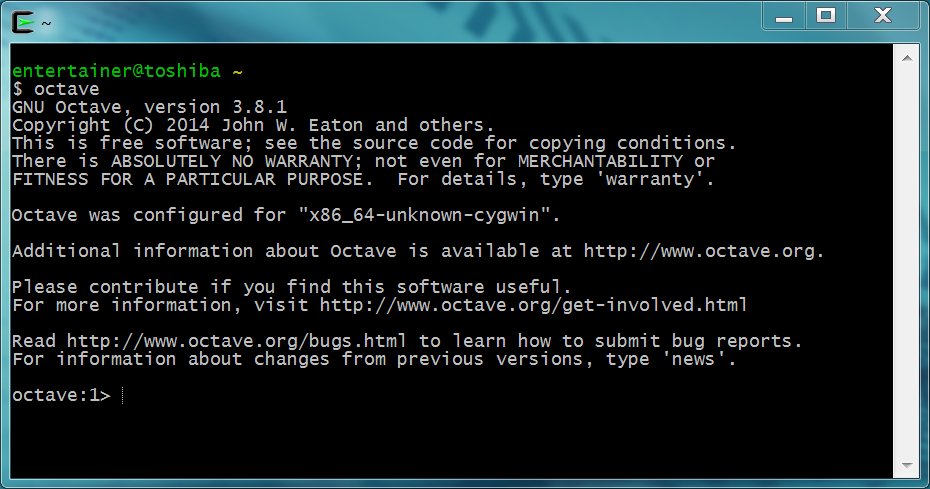 ~
entertainer@toshiba ~
$ octave
GNU Octave, version 3.8.1
Copyright (C) 2014 John W. Eaton and others.
This is free software; see the source code for copying conditions.
There is ABSOLUTELY NO WARRANTY; not even for MERCHANTABILITY or
FITNESS FOR A PARTICULAR PURPOSE.  For details, type 'warranty'.
Octave was configured for "x86_64-unknown-cygwin".
Additional information about Octave is available at http://www.octave.org.
Please contribute if you find this software useful.
For more information, visit http://www.octave.org/get-involved.html
Read http://www.octave.org/bugs.html to learn how to submit bug reports.
For information about changes from previous versions, type 'news'.
octave:1>